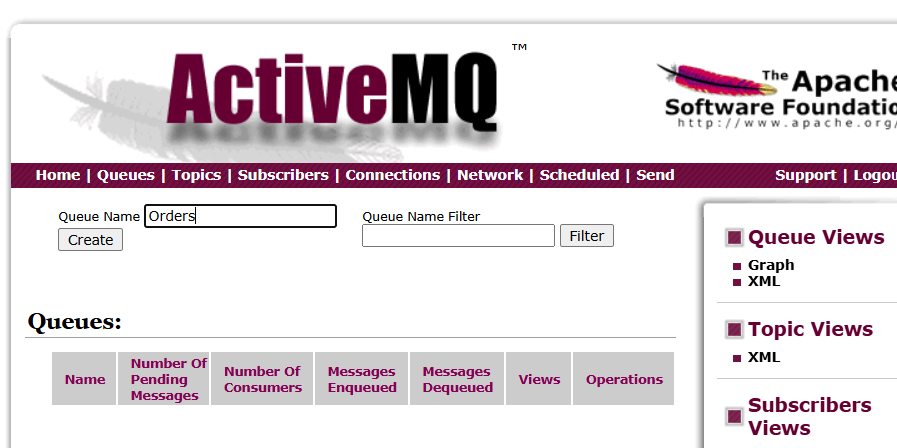 ActiveMQ ™
The Apache
Software Foundatio
http://www.apache.org/
Home | Queues | Topics | Subscribers | Connections | Network | Scheduled | Send
Support | Logou
Queue Name Orders
Create
Queue Name Filter
Filter
Queues:
Name
Number Of
Pending
Messages
Number Of
Consumers
Messages
Enqueued
Messages
Dequeued
Views
Operations
Queue Views
Graph
XML
Topic Views
XML
Subscribers
Views